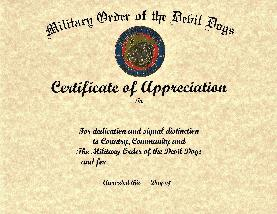 Military Order of the Devil Dogs
Certificate of Appreciation
To
For dedication and signal distinction
to Country, Community and
The Military Order of the Devil Dogs
and for
Awarded this Day of